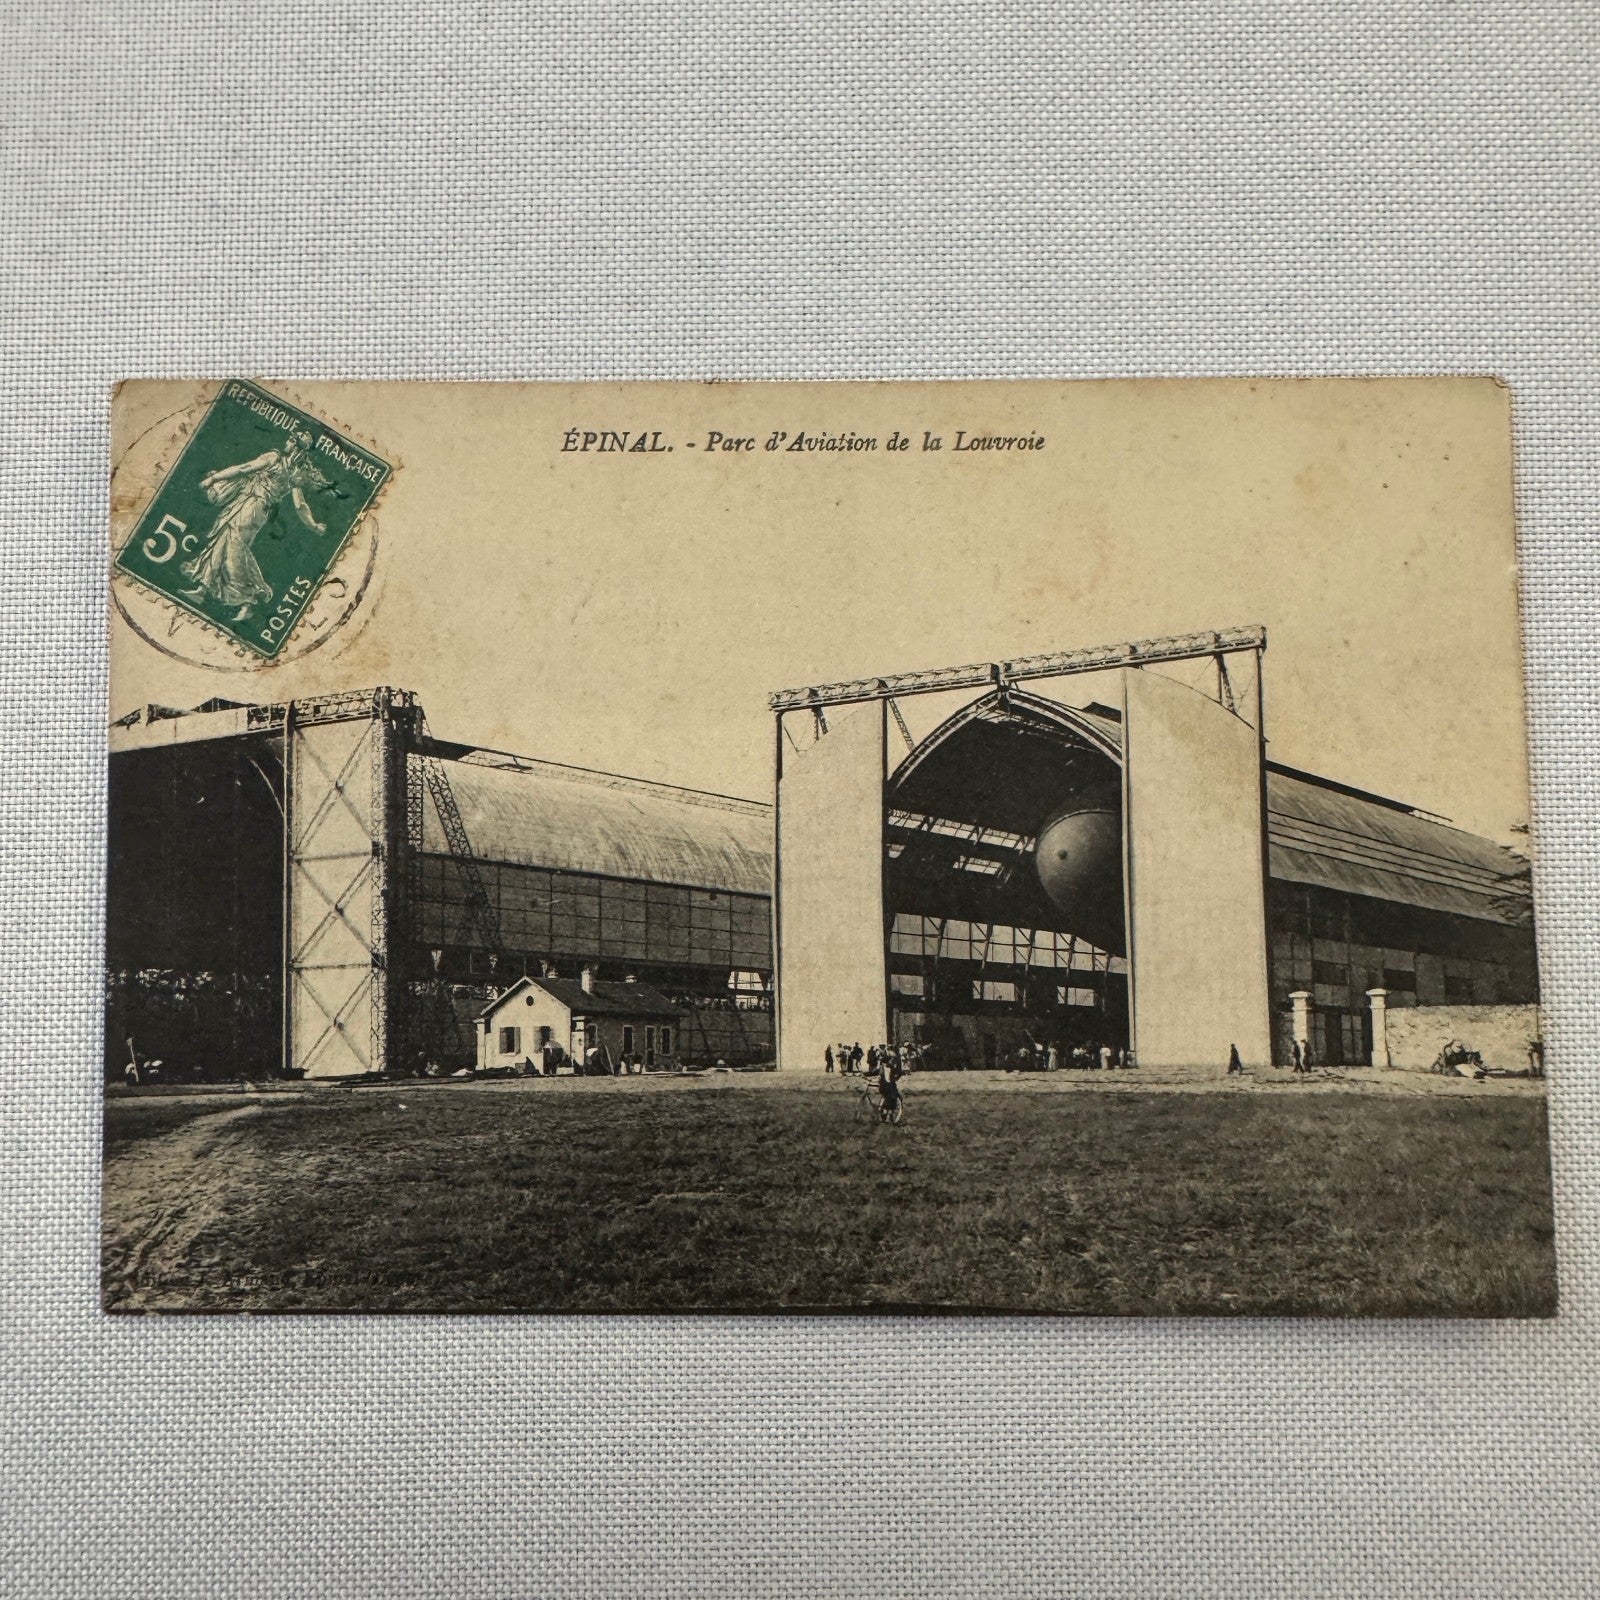 RÉPUBLIQUE FRANÇAISE
5c
POSTES
ÉPINAL. - Parc d'Aviation de la Louvroie